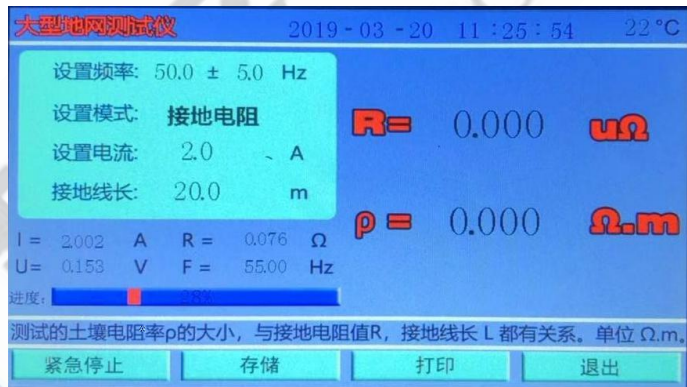 大型地网测试仪 2019-03-20 11:25:54 22°C
设置频率: 50.0 ± 5.0 Hz
设置模式: 接地电阻
设置电流: 2.0 、 A
接地线长: 20.0 m
R= 0.000 uΩ
ρ= 0.000 Ω.m
I = 2.002 A R = 0.076 Ω
U= 0.153 V F = 55.00 Hz
进度: 28%
测试的土壤电阻率ρ的大小，与接地电阻值R，接地线长 L 都有关系。单位 Ω.m。
紧急停止 存储 打印 退出